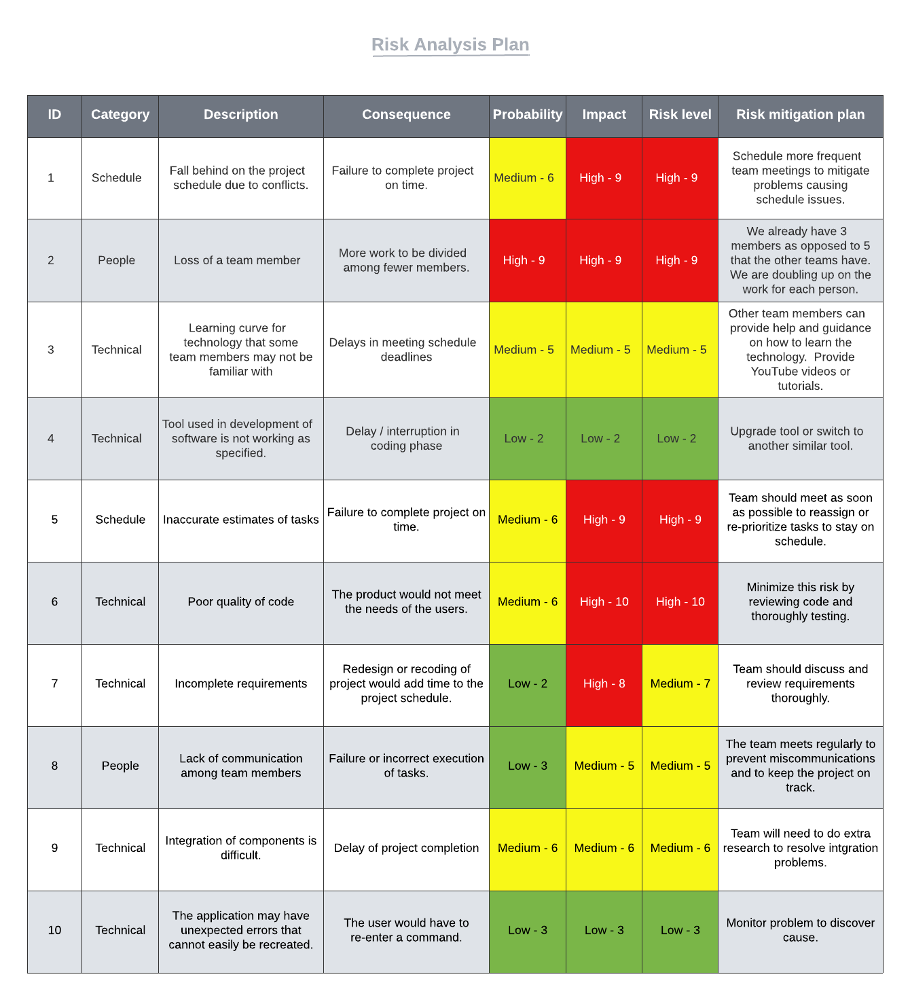 Risk Analysis Plan
ID Category Description Consequence Probability Impact Risk level Risk mitigation plan
1
Schedule
Fall behind on the project
schedule due to conflicts.
Failure to complete project
on time.
Medium - 6
High - 9
High - 9
Schedule more frequent
team meetings to mitigate
problems causing
schedule issues.
2
People
Loss of a team member
More work to be divided
among fewer members.
High - 9
High - 9
High - 9
We already have 3
members as opposed to 5
that the other teams have.
We are doubling up on the
work for each person.
3
Technical
Learning curve for
technology that some
team members may not be
familiar with
Delays in meeting schedule
deadlines
Medium - 5
Medium - 5
Medium - 5
Other team members can
provide help and guidance
on how to learn the
technology.  Provide
YouTube videos or
tutorials.
4
Technical
Tool used in development of
software is not working as
specified.
Delay / interruption in
coding phase
Low - 2
Low - 2
Low - 2
Upgrade tool or switch to
another similar tool.
5
Schedule
Inaccurate estimates of tasks
Failure to complete project on
time.
Medium - 6
High - 9
High - 9
Team should meet as soon
as possible to reassign or
re-prioritize tasks to stay on
schedule.
6
Technical
Poor quality of code
The product would not meet
the needs of the users.
Medium - 6
High - 10
High - 10
Minimize this risk by
reviewing code and
thoroughly testing.
7
Technical
Incomplete requirements
Redesign or recoding of
project would add time to the
project schedule.
Low - 2
High - 8
Medium - 7
Team should discuss and
review requirements
thoroughly.
8
People
Lack of communication
among team members
Failure or incorrect execution
of tasks.
Low - 3
Medium - 5
Medium - 5
The team meets regularly to
prevent miscommunications
and to keep the project on
track.
9
Technical
Integration of components is
difficult.
Delay of project completion
Medium - 6
Medium - 6
Medium - 6
Team will need to do extra
research to resolve intgration
problems.
10
Technical
The application may have
unexpected errors that
cannot easily be recreated.
The user would have to
re-enter a command.
Low - 3
Low - 3
Low - 3
Monitor problem to discover
cause.